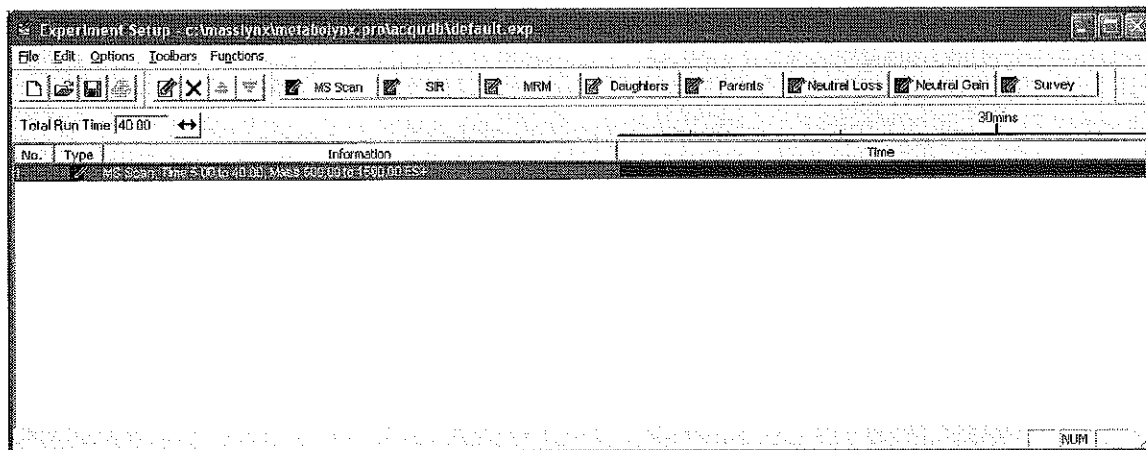 Experiment Setup - c:\masslynx\metabolynx.pro\acqudb\default.exp
File Edit Options Toolbars Functions
MS Scan SIR MRM Daughters Parents Neutral Loss Neutral Gain Survey
Total Run Time 40.00 30mins
No. Type Information Time
1 MS Scan, Time 5.00 to 40.00, Mass 600.00 to 1500.00 ES+
NUM